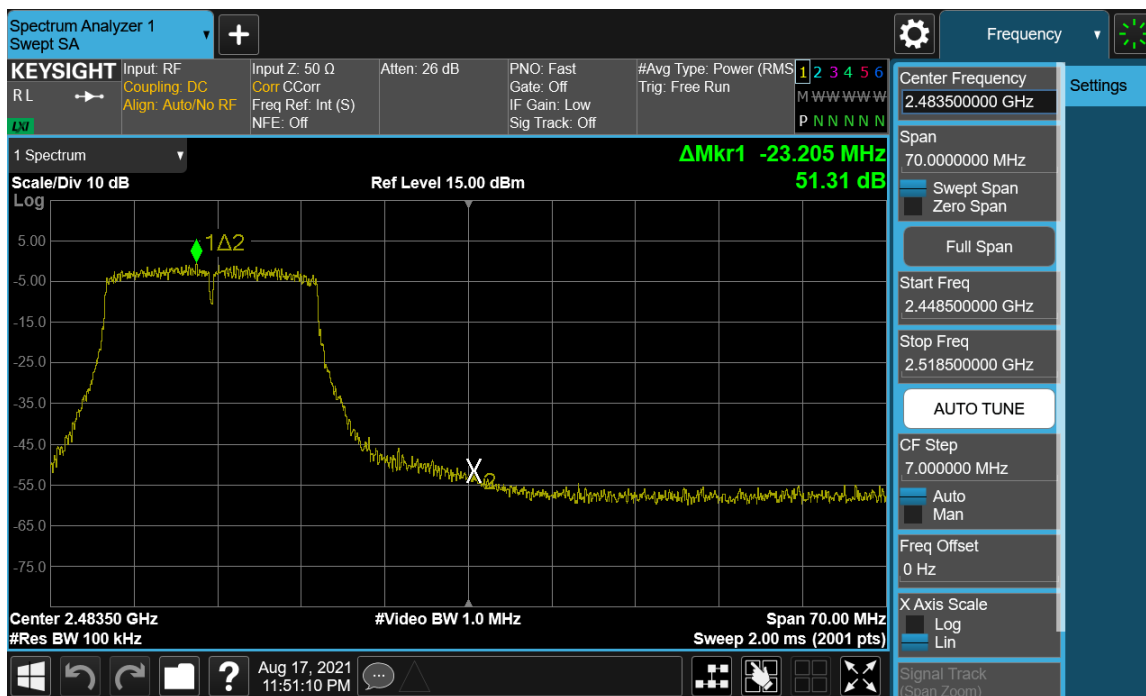 Spectrum Analyzer 1
Swept SA
+
Frequency
KEYSIGHT
RL
LXI
Input: RF
Coupling: DC
Align: Auto/No RF
Input Z: 50 Ω
Corr CCorr
Freq Ref: Int (S)
NFE: Off
Atten: 26 dB
PNO: Fast
Gate: Off
IF Gain: Low
Sig Track: Off
#Avg Type: Power (RMS
Trig: Free Run
1 2 3 4 5 6
M W W W W W
P N N N N N
1 Spectrum
ΔMkr1 -23.205 MHz
51.31 dB
Scale/Div 10 dB
Ref Level 15.00 dBm
Log
5.00
-5.00
-15.0
-25.0
-35.0
-45.0
-55.0
-65.0
-75.0
1Δ2
X
2
Center 2.48350 GHz
#Video BW 1.0 MHz
Span 70.00 MHz
#Res BW 100 kHz
Sweep 2.00 ms (2001 pts)
?
Aug 17, 2021
11:51:10 PM
Settings
Center Frequency
2.483500000 GHz
Span
70.0000000 MHz
Swept Span
Zero Span
Full Span
Start Freq
2.448500000 GHz
Stop Freq
2.518500000 GHz
AUTO TUNE
CF Step
7.000000 MHz
Auto
Man
Freq Offset
0 Hz
X Axis Scale
Log
Lin
Signal Track
(Span Zoom)